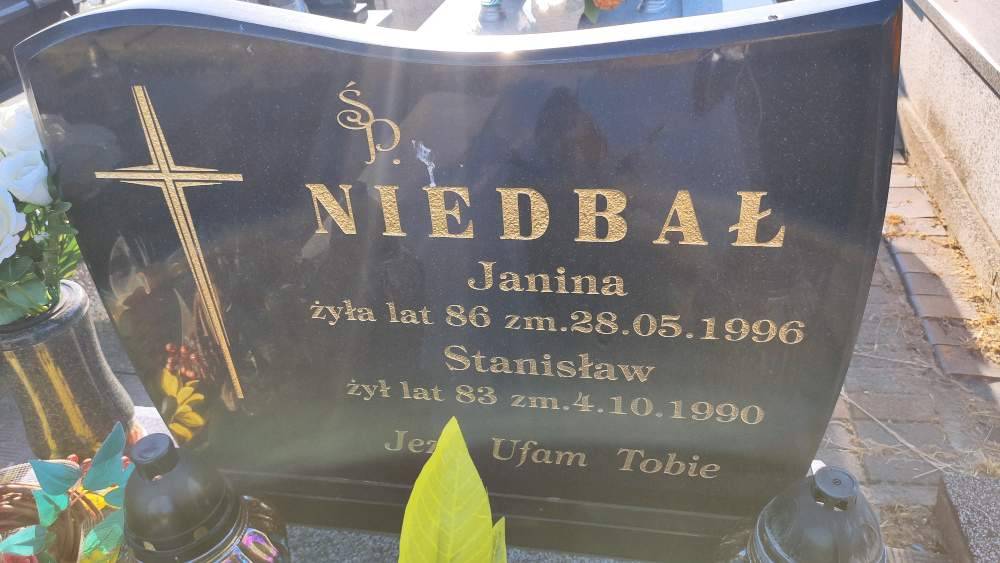 Ś.P.
NIEDBAŁ
Janina
żyła lat 86 zm.28.05.1996
Stanisław
żył lat 83 zm.4.10.1990
Ufam Tobie